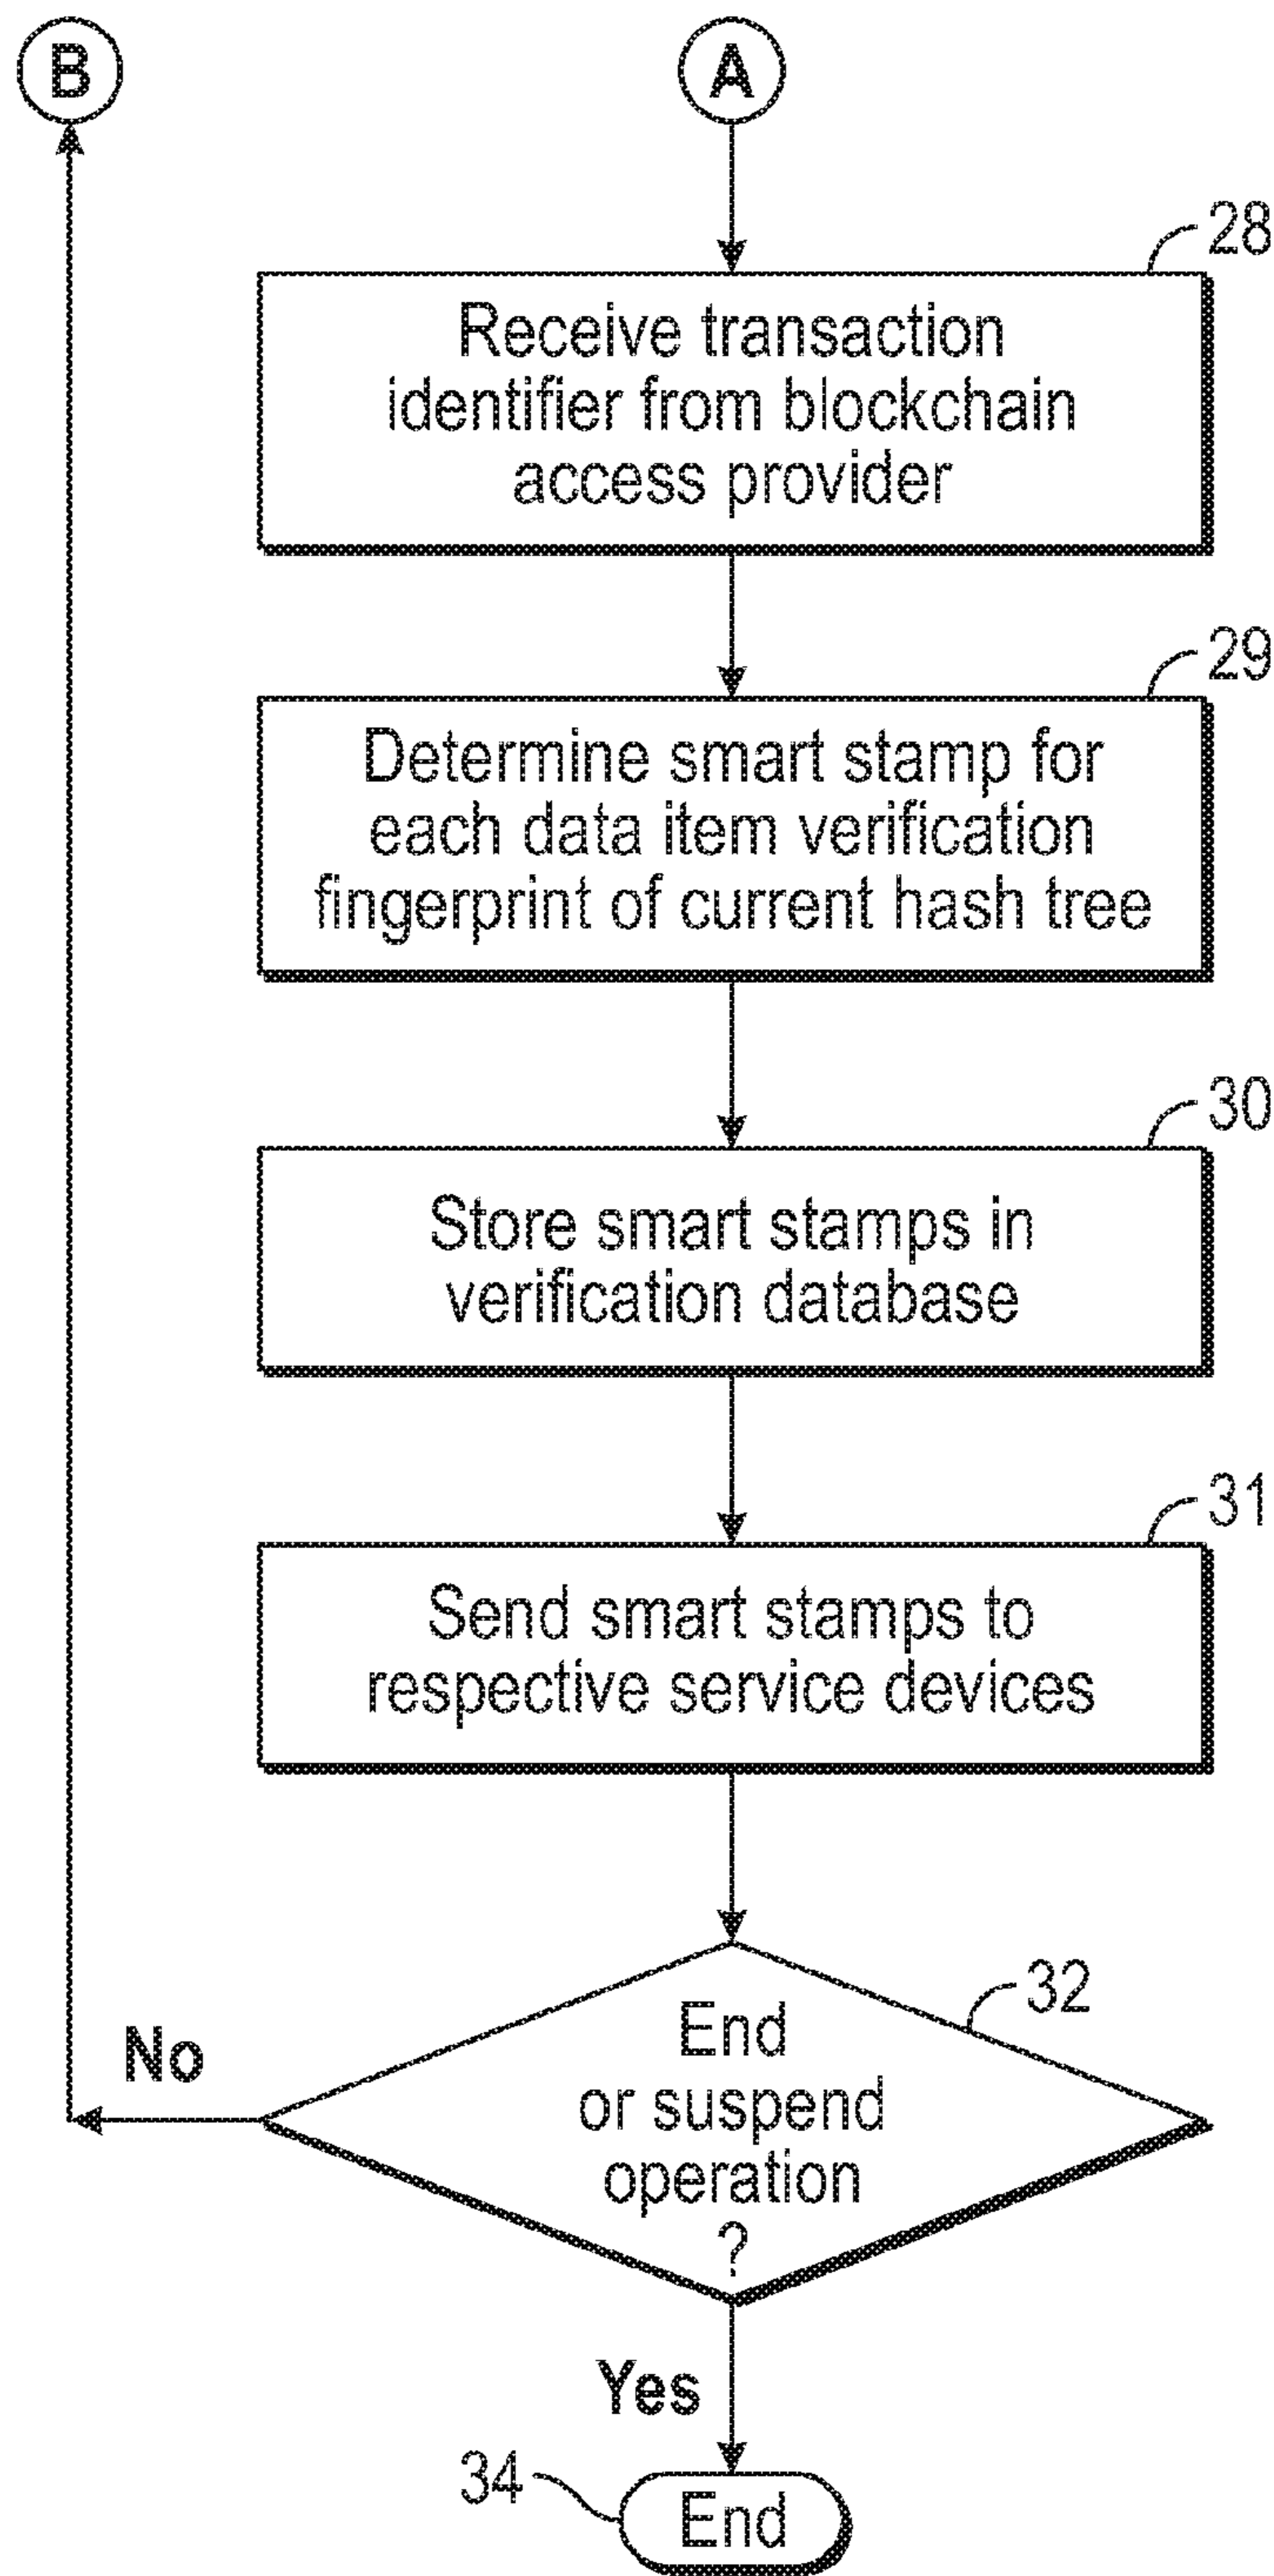 B
A
28
Receive transaction
identifier from blockchain
access provider
29
Determine smart stamp for
each data item verification
fingerprint of current hash tree
30
Store smart stamps in
verification database
31
Send smart stamps to
respective service devices
32
End
or suspend
operation
?
No
Yes
34
End